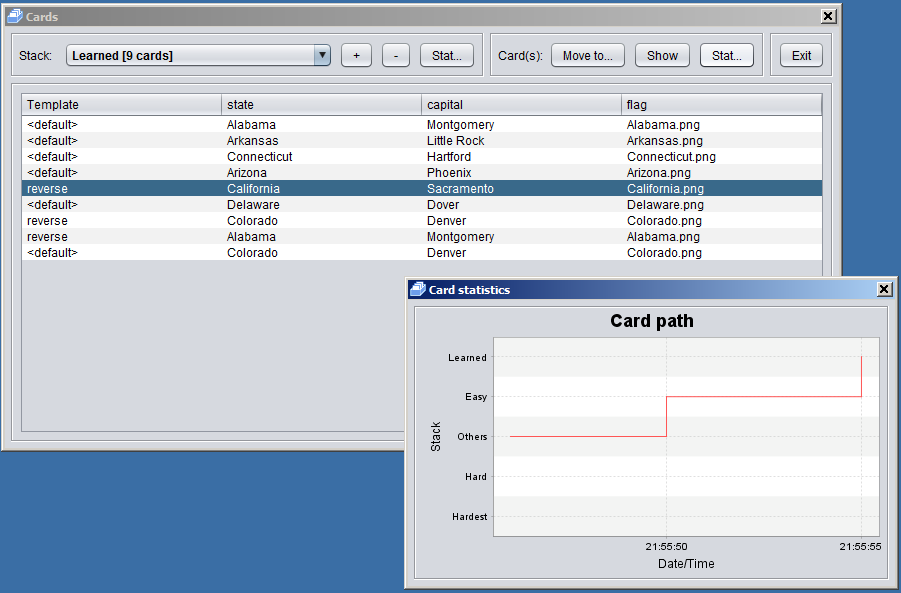 Cards
Stack: Learned [9 cards] + - Stat... Card(s): Move to... Show Stat... Exit
Template state capital flag
<default> Alabama Montgomery Alabama.png
<default> Arkansas Little Rock Arkansas.png
<default> Connecticut Hartford Connecticut.png
<default> Arizona Phoenix Arizona.png
reverse California Sacramento California.png
<default> Delaware Dover Delaware.png
reverse Colorado Denver Colorado.png
reverse Alabama Montgomery Alabama.png
<default> Colorado Denver Colorado.png
Card statistics
Card path
Learned
Easy
Others
Hard
Hardest
Stack
21:55:50 21:55:55
Date/Time